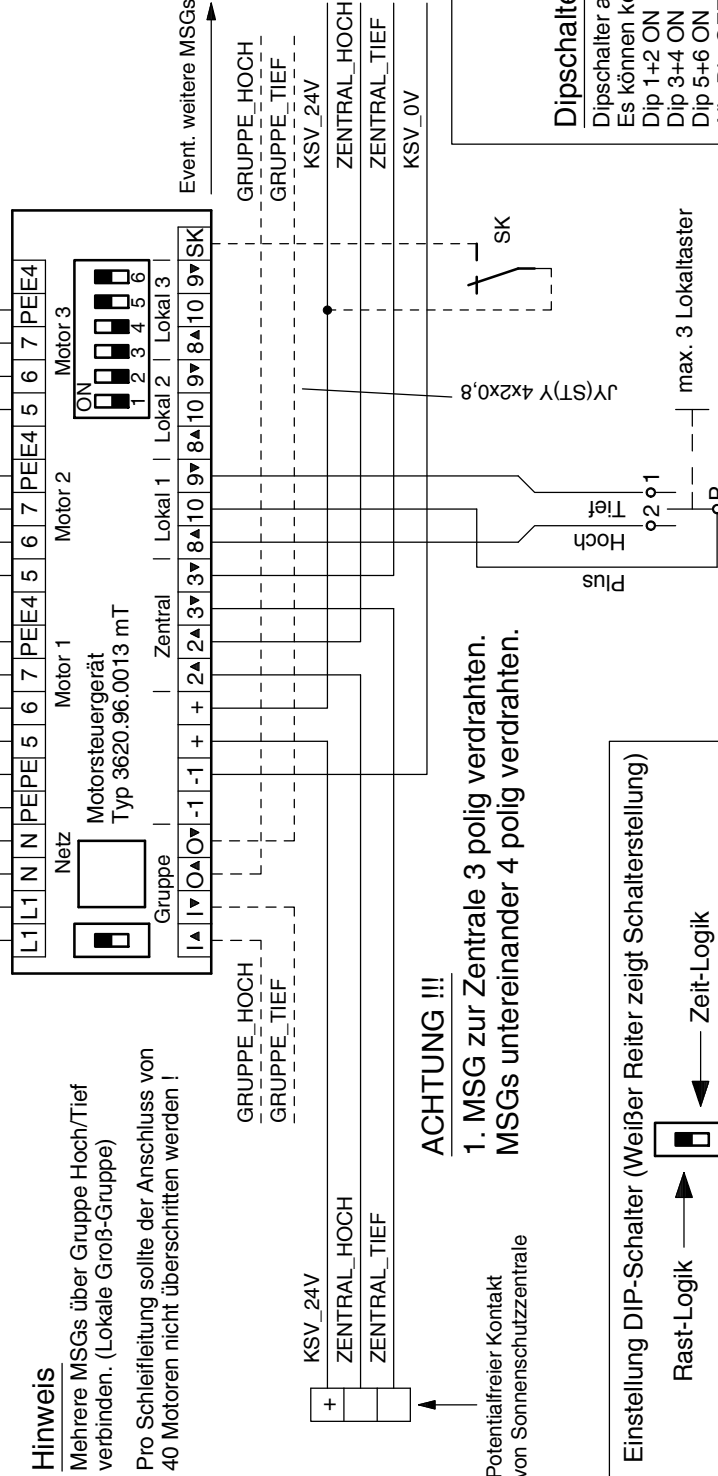 Hinweis
Mehrere MSGs über Gruppe Hoch/Tief
verbinden. (Lokale Groß-Gruppe)
Pro Schleifleitung sollte der Anschluss von
40 Motoren nicht überschritten werden !
L1 L1 N N PE PE 5 6 7 PE E4 5 6 7 PE E4 5 6 7 PE E4
Netz Motor 1 Motor 2 Motor 3
Motorsteuergerät
Typ 3620.96.0013 mT
ON
1 2 3 4 5 6
Gruppe Zentral Lokal 1 Lokal 2 Lokal 3
I▲ I▼ O▲ O▼ -1 -1 + + 2▲ 2▲ 3▼ 3▼ 8▲ 10 9▼ 8▲ 10 9▼ 8▲ 10 9▼ SK
Event. weitere MSGs
GRUPPE_HOCH
GRUPPE_TIEF
GRUPPE_HOCH
GRUPPE_TIEF
KSV_24V
ZENTRAL_HOCH
ZENTRAL_TIEF
KSV_0V
KSV_24V
ZENTRAL_HOCH
ZENTRAL_TIEF
+
Potentialfreier Kontakt
von Sonnenschutzzentrale
ACHTUNG !!!
1. MSG zur Zentrale 3 polig verdrahten.
MSGs untereinander 4 polig verdrahten.
JY(ST)Y 4x2x0,8
SK
Plus
Hoch
Tief
2
1
max. 3 Lokaltaster
Einstellung DIP-Schalter (Weißer Reiter zeigt Schalterstellung)
Rast-Logik
Zeit-Logik
Dipschalte
Dipschalter a
Es können ke
Dip 1+2 ON
Dip 3+4 ON
Dip 5+6 ON